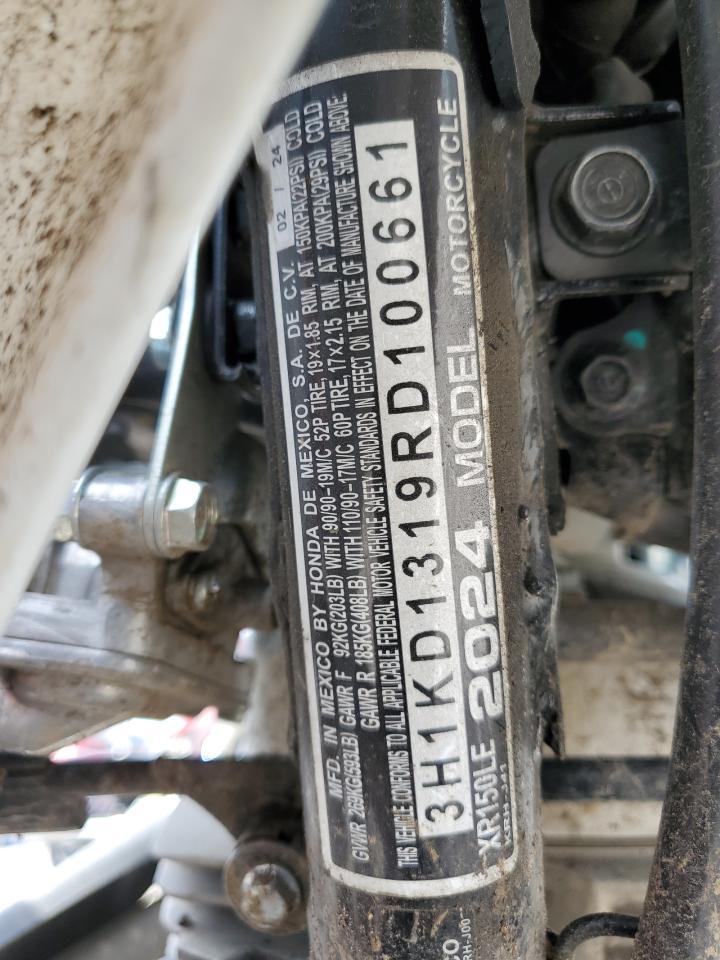 MFD. IN MEXICO BY HONDA DE MEXICO, S.A. DE C.V. 02 / 24
GVWR 269KG(593LB) GAWR F 92KG(203LB) WITH 90/90-19M/C 52P TIRE, 19×1.85 RIM, AT 150KPA(22PSI) COLD
GAWR R 185KG(408LB) WITH 110/90-17M/C 60P TIRE, 17×2.15 RIM, AT 200KPA(29PSI) COLD
THIS VEHICLE CONFORMS TO ALL APPLICABLE FEDERAL MOTOR VEHICLE SAFETY STANDARDS IN EFFECT ON THE DATE OF MANUFACTURE SHOWN ABOVE.
3H1KD1319RD100661
XR150LE 2024 MODEL MOTORCYCLE